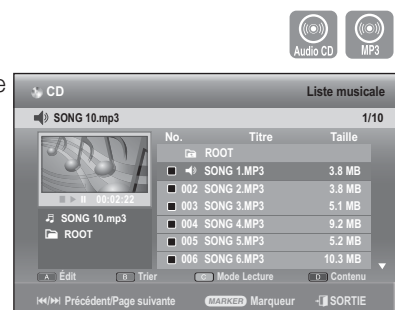 Audio CD MP3
e
CD Liste musicale
SONG 10.mp3 1/10
No. Titre Taille
ROOT
SONG 1.MP3 3.8 MB
002 SONG 2.MP3 3.8 MB
003 SONG 3.MP3 5.1 MB
004 SONG 4.MP3 9.2 MB
005 SONG 5.MP3 5.2 MB
006 SONG 6.MP3 10.3 MB
00:02:22
SONG 10.mp3
ROOT
A Édit B Trier C Mode Lecture D Contenu
Précédent/Page suivante MARKER Marqueur SORTIE